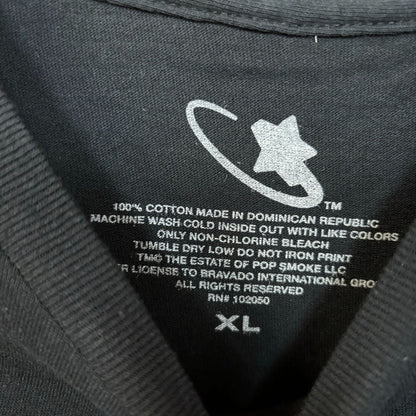 ™
100% COTTON MADE IN DOMINICAN REPUBLIC
MACHINE WASH COLD INSIDE OUT WITH LIKE COLORS
ONLY NON-CHLORINE BLEACH
TUMBLE DRY LOW DO NOT IRON PRINT
TM© THE ESTATE OF POP SMOKE LLC
LICENSE TO BRAVADO INTERNATIONAL
ALL RIGHTS RESERVED
RN# 102050
XL